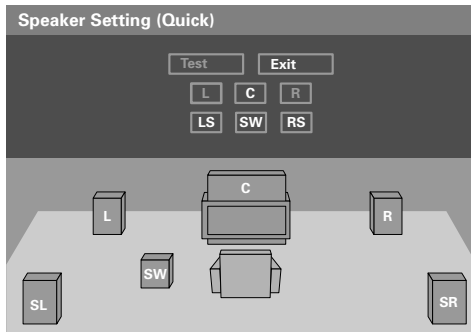 Speaker Setting (Quick)
Test Exit
L C R
LS SW RS
C
L R
SW
SL SR